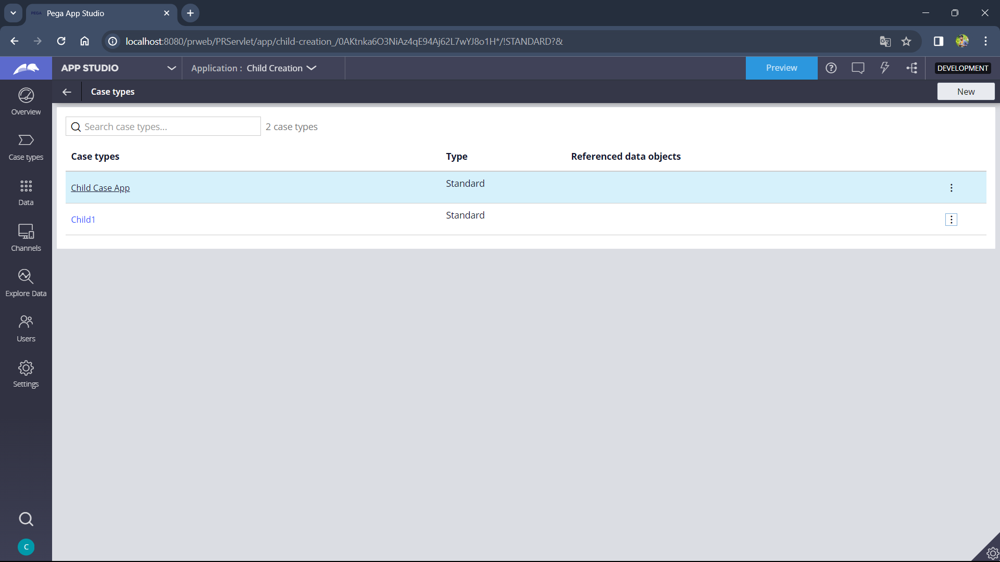 PEGA Pega App Studio
localhost:8080/prweb/PRServlet/app/child-creation_/0AKtnka6O3NiAz4qE94Aj62L7wYJ8o1H*/!STANDARD?&
APP STUDIO
Application : Child Creation
Preview
DEVELOPMENT
Case types
New
Overview
Case types
Data
Channels
Explore Data
Users
Settings
C
Search case types...
2 case types
Case types Type Referenced data objects
Child Case App Standard
Child1 Standard